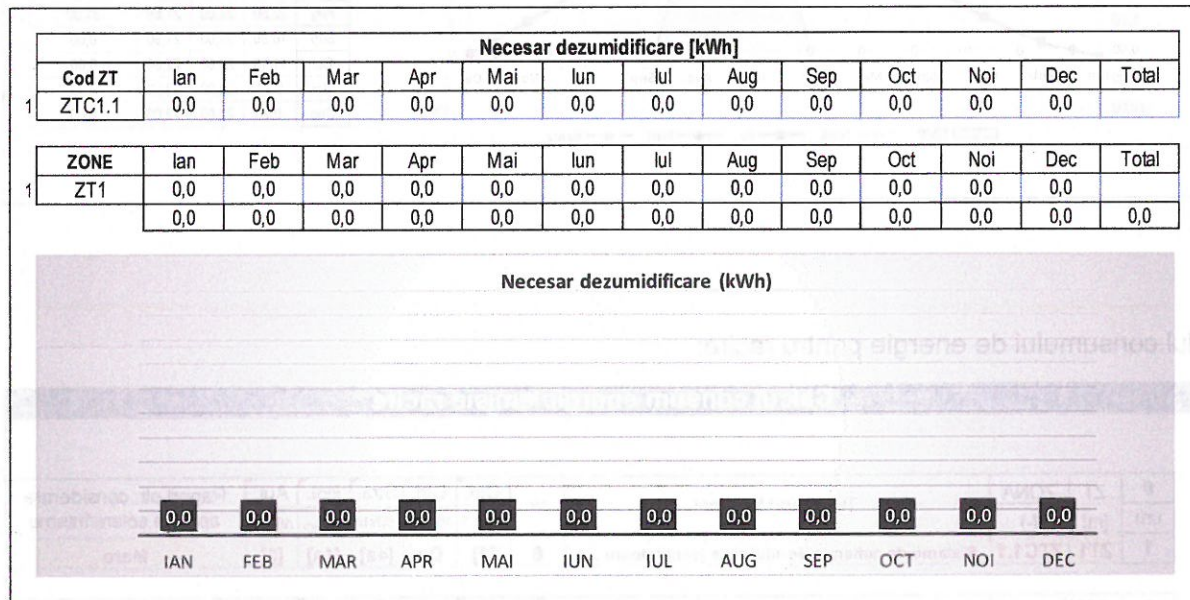 Necesar dezumidificare [kWh]
Cod ZT Ian Feb Mar Apr Mai Iun Iul Aug Sep Oct Noi Dec Total
1 ZTC1.1 0,0 0,0 0,0 0,0 0,0 0,0 0,0 0,0 0,0 0,0 0,0 0,0
ZONE Ian Feb Mar Apr Mai Iun Iul Aug Sep Oct Noi Dec Total
1 ZT1 0,0 0,0 0,0 0,0 0,0 0,0 0,0 0,0 0,0 0,0 0,0 0,0
0,0 0,0 0,0 0,0 0,0 0,0 0,0 0,0 0,0 0,0 0,0 0,0 0,0
Necesar dezumidificare (kWh)
0,0 0,0 0,0 0,0 0,0 0,0 0,0 0,0 0,0 0,0 0,0 0,0
IAN FEB MAR APR MAI IUN IUL AUG SEP OCT NOI DEC